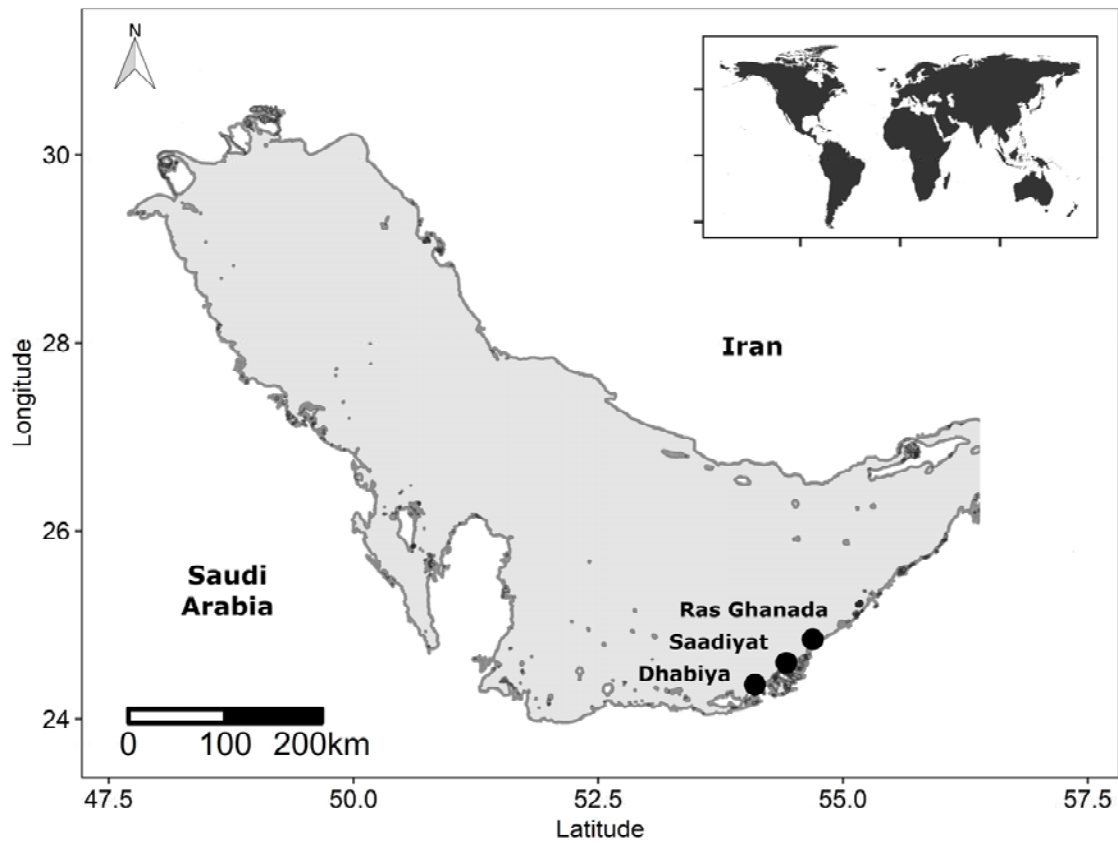 N
30
28
26
24
Longitude
Iran
Saudi
Arabia
Ras Ghanada
Saadiyat
Dhabiya
0 100 200km
47.5 50.0 52.5 55.0 57.5
Latitude